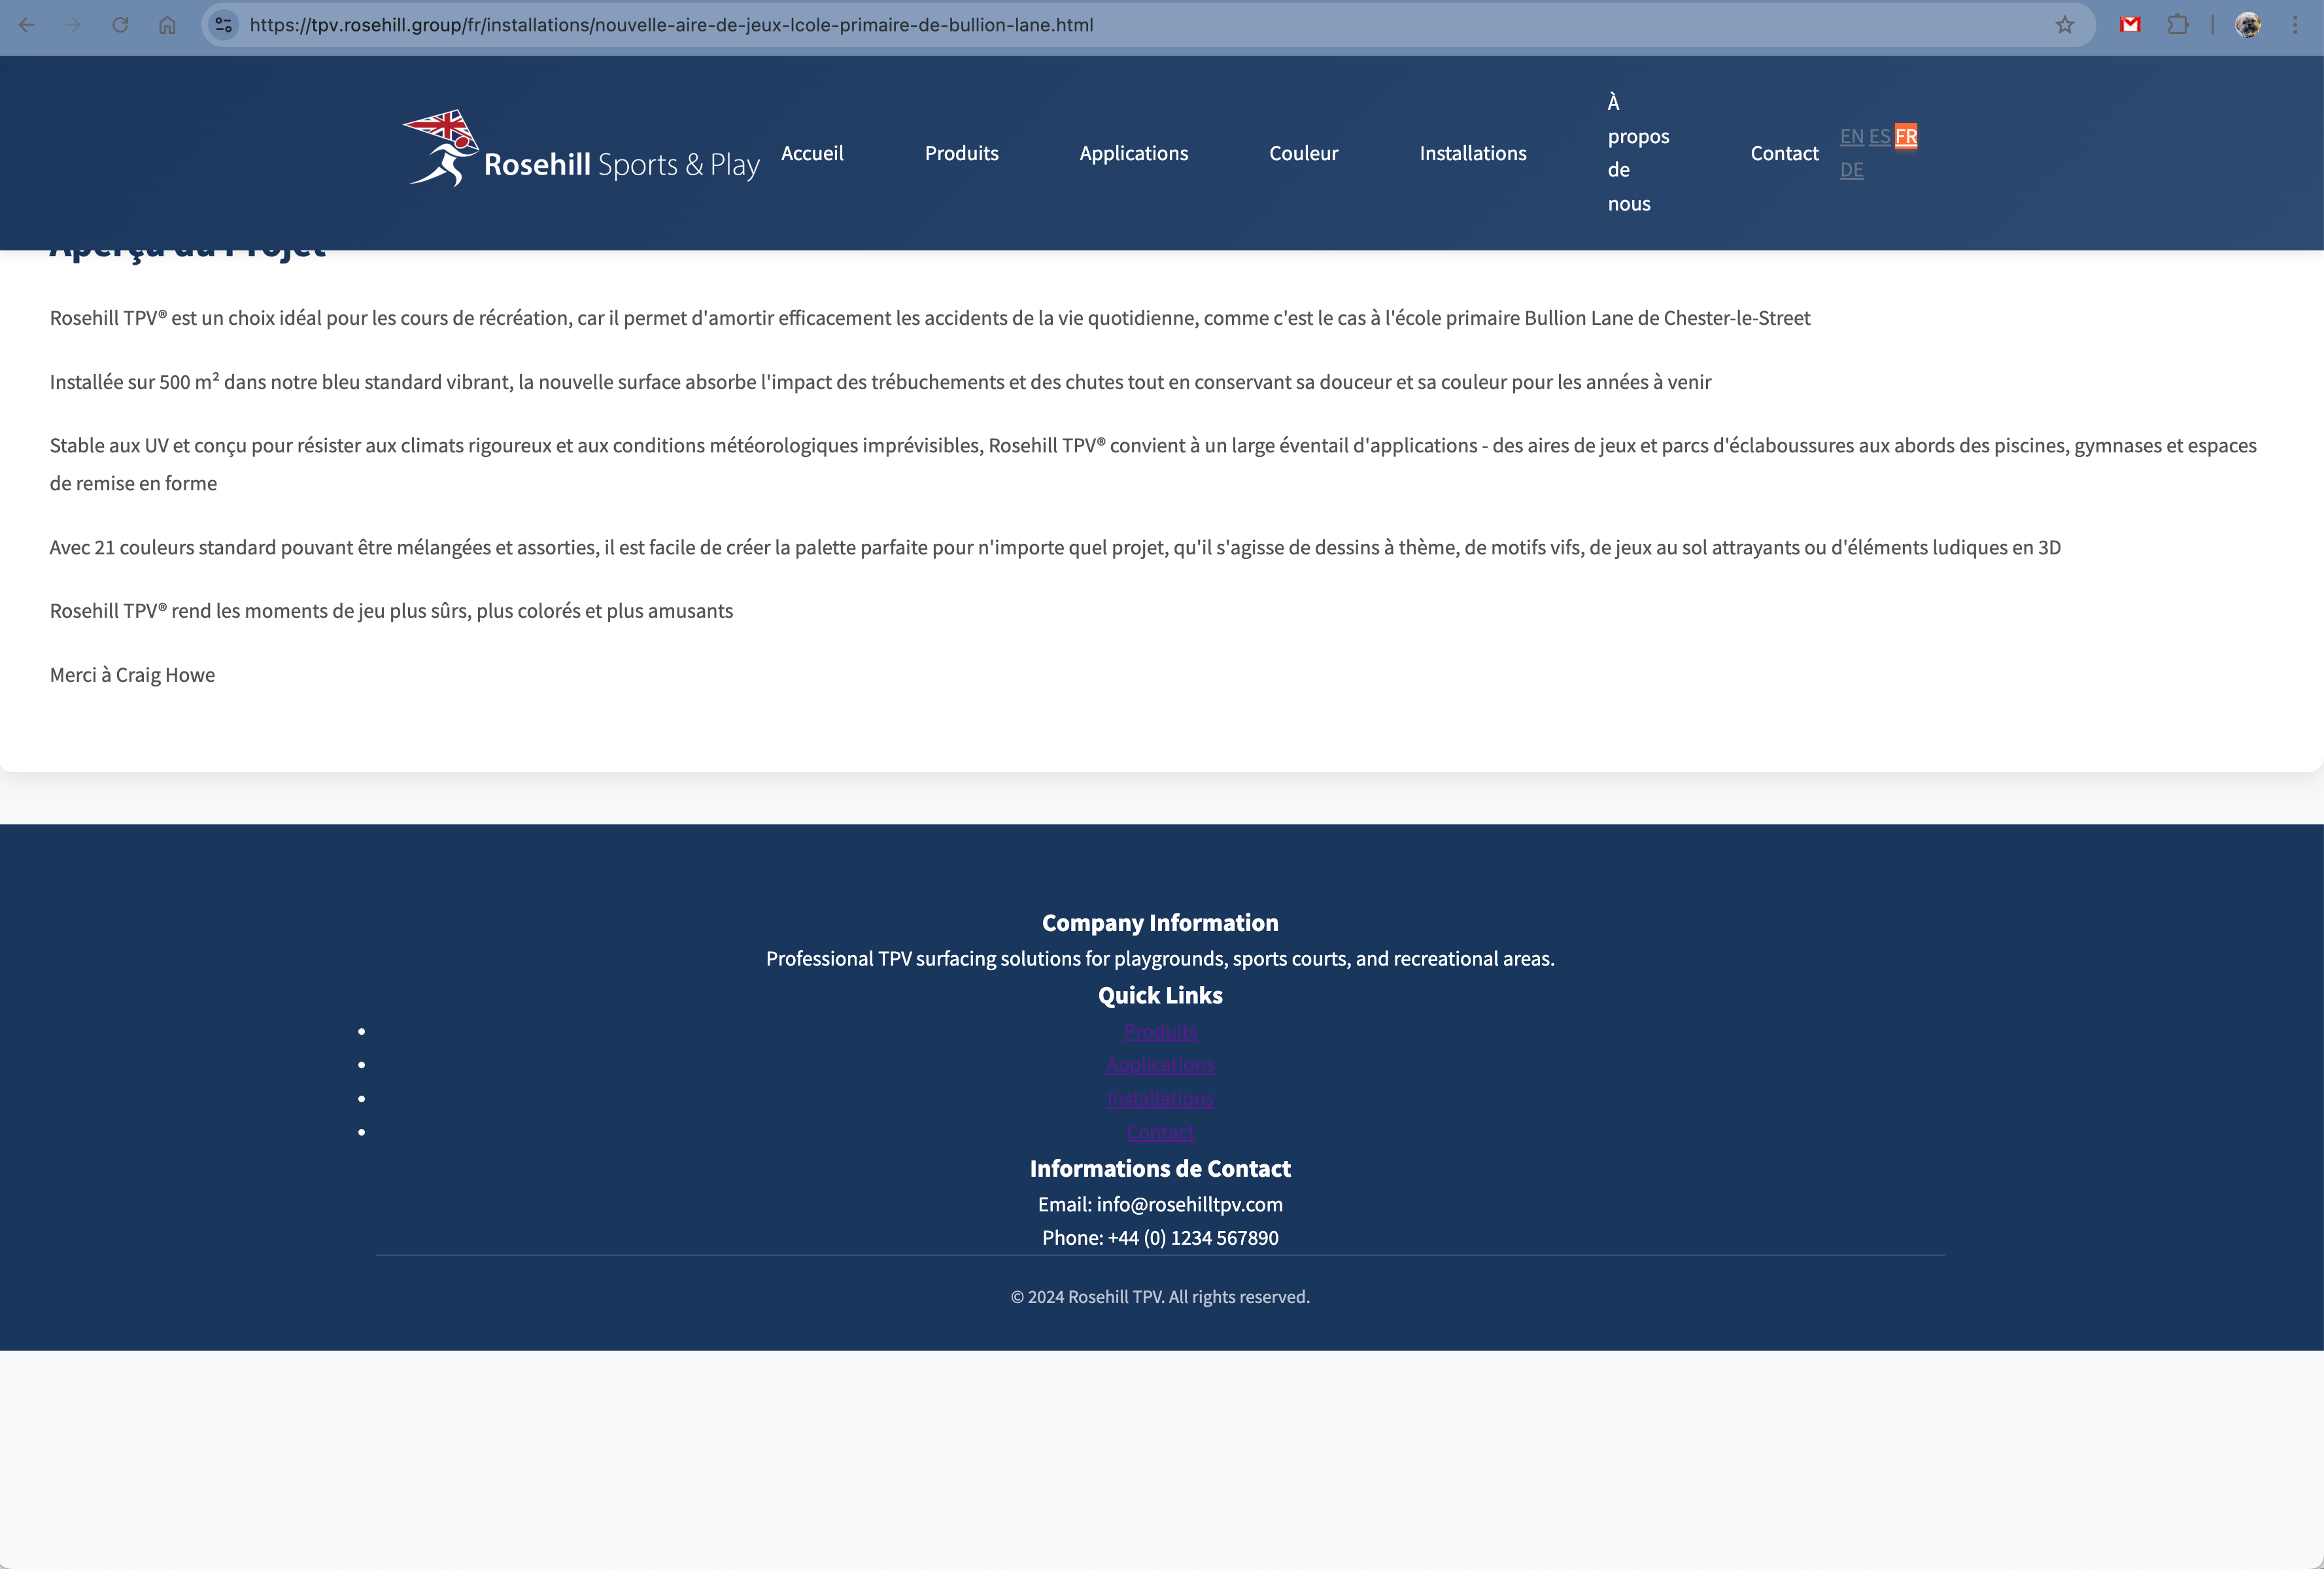 https://tpv.rosehill.group/fr/installations/nouvelle-aire-de-jeux-lcole-primaire-de-bullion-lane.html
Rosehill Sports & Play
Accueil
Produits
Applications
Couleur
Installations
À
propos
de
nous
Contact
EN ES FR
DE
Aperçu du Projet
Rosehill TPV® est un choix idéal pour les cours de récréation, car il permet d'amortir efficacement les accidents de la vie quotidienne, comme c'est le cas à l'école primaire Bullion Lane de Chester-le-Street
Installée sur 500 m² dans notre bleu standard vibrant, la nouvelle surface absorbe l'impact des trébuchements et des chutes tout en conservant sa douceur et sa couleur pour les années à venir
Stable aux UV et conçu pour résister aux climats rigoureux et aux conditions météorologiques imprévisibles, Rosehill TPV® convient à un large éventail d'applications - des aires de jeux et parcs d'éclaboussures aux abords des piscines, gymnases et espaces
de remise en forme
Avec 21 couleurs standard pouvant être mélangées et assorties, il est facile de créer la palette parfaite pour n'importe quel projet, qu'il s'agisse de dessins à thème, de motifs vifs, de jeux au sol attrayants ou d'éléments ludiques en 3D
Rosehill TPV® rend les moments de jeu plus sûrs, plus colorés et plus amusants
Merci à Craig Howe
Company Information
Professional TPV surfacing solutions for playgrounds, sports courts, and recreational areas.
Quick Links
• Produits
• Applications
• Installations
• Contact
Informations de Contact
Email: info@rosehilltpv.com
Phone: +44 (0) 1234 567890
© 2024 Rosehill TPV. All rights reserved.